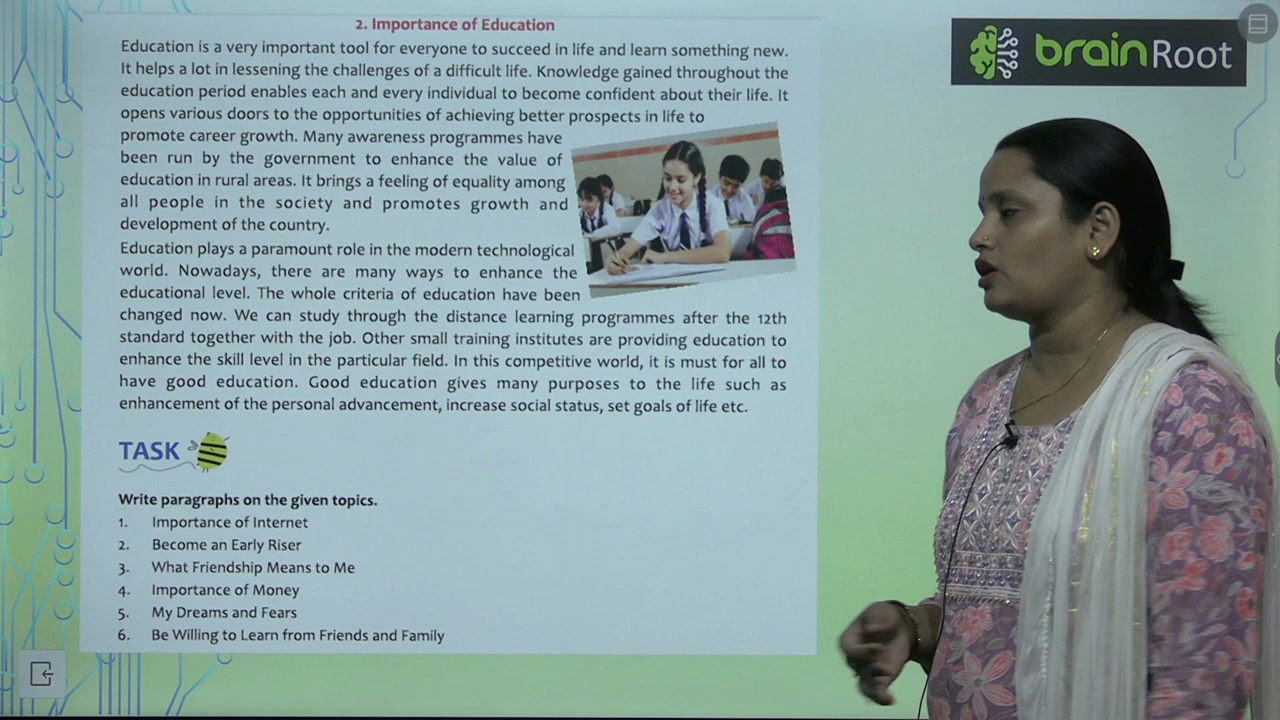 2. Importance of Education
Education is a very important tool for everyone to succeed in life and learn something new.
It helps a lot in lessening the challenges of a difficult life. Knowledge gained throughout the
education period enables each and every individual to become confident about their life. It
opens various doors to the opportunities of achieving better prospects in life to
promote career growth. Many awareness programmes have
been run by the government to enhance the value of
education in rural areas. It brings a feeling of equality among
all people in the society and promotes growth and
development of the country.
Education plays a paramount role in the modern technological
world. Nowadays, there are many ways to enhance the
educational level. The whole criteria of education have been
changed now. We can study through the distance learning programmes after the 12th
standard together with the job. Other small training institutes are providing education to
enhance the skill level in the particular field. In this competitive world, it is must for all to
have good education. Good education gives many purposes to the life such as
enhancement of the personal advancement, increase social status, set goals of life etc.
TASK
Write paragraphs on the given topics.
1. Importance of Internet
2. Become an Early Riser
3. What Friendship Means to Me
4. Importance of Money
5. My Dreams and Fears
6. Be Willing to Learn from Friends and Family
brainRoot